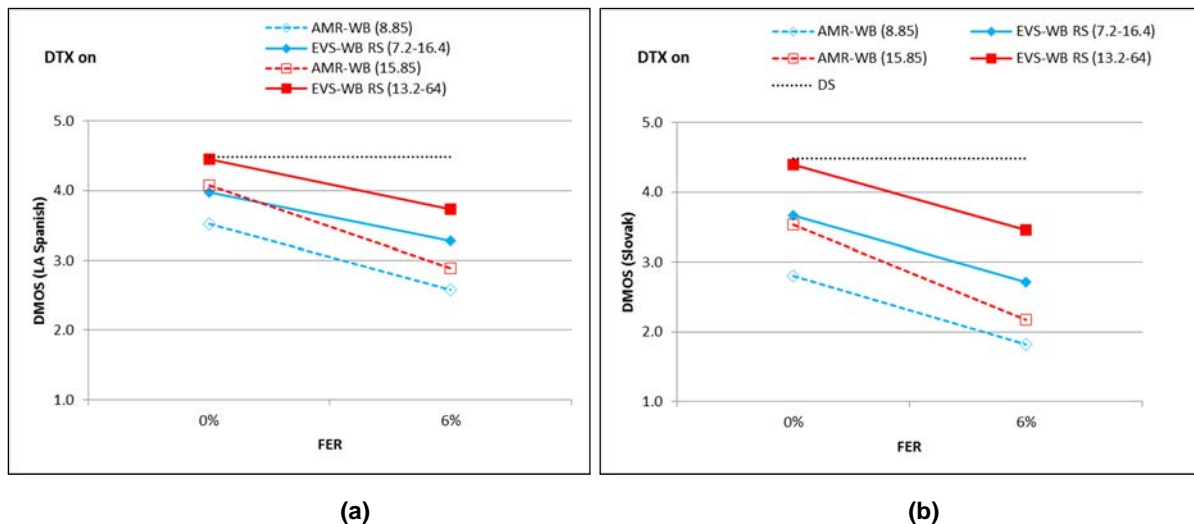 DTX on
AMR-WB (8.85)
EVS-WB RS (7.2-16.4)
AMR-WB (15.85)
EVS-WB RS (13.2-64)
DMOS (LA Spanish)
5.0
4.0
3.0
2.0
1.0
0%
6%
FER
(a)
DTX on
AMR-WB (8.85)
EVS-WB RS (7.2-16.4)
AMR-WB (15.85)
EVS-WB RS (13.2-64)
DS
DMOS (Slovak)
5.0
4.0
3.0
2.0
1.0
0%
6%
FER
(b)